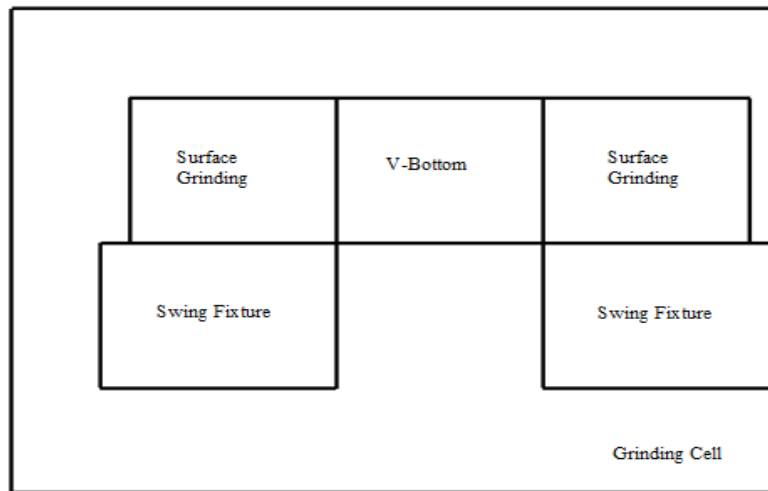 Surface
Grinding
V-Bottom
Surface
Grinding
Swing Fixture
Swing Fixture
Grinding Cell